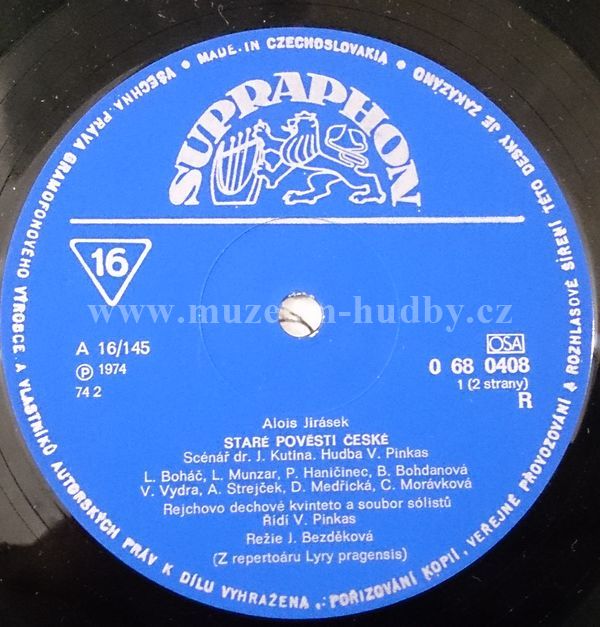 VŠECHNA PRÁVA GRAMOFONOVÉHO VÝROBCE A VLASTNÍKŮ AUTORSKÝCH PRÁV K DÍLU VYHRAŽENA. POŘIZOVÁNÍ KOPIÍ, VEŘEJNÉ PROVOZOVÁNÍ A ROZHLASOVÉ ŠÍŘENÍ TÉTO DESKY JE ZAKÁZÁNO
MADE IN CZECHOSLOVAKIA
SUPRAPHON
16
www.muzeum-hudby.cz
A 16/145
OSA
℗ 1974
0 68 0408
74 2
1 (2 strany)
R
Alois Jirásek
STARÉ POVĚSTI ČESKÉ
Scénář dr. J. Kutina. Hudba V. Pinkas
L. Boháč, L. Munzar, P. Haničinec, B. Bohdanová
V. Vydra, A. Strejček, D. Medřická, C. Morávková
Rejchovo dechové kvinteto a soubor sólistů
Řídí V. Pinkas
Režie J. Bezděková
(Z repertoáru Lyry pragensis)